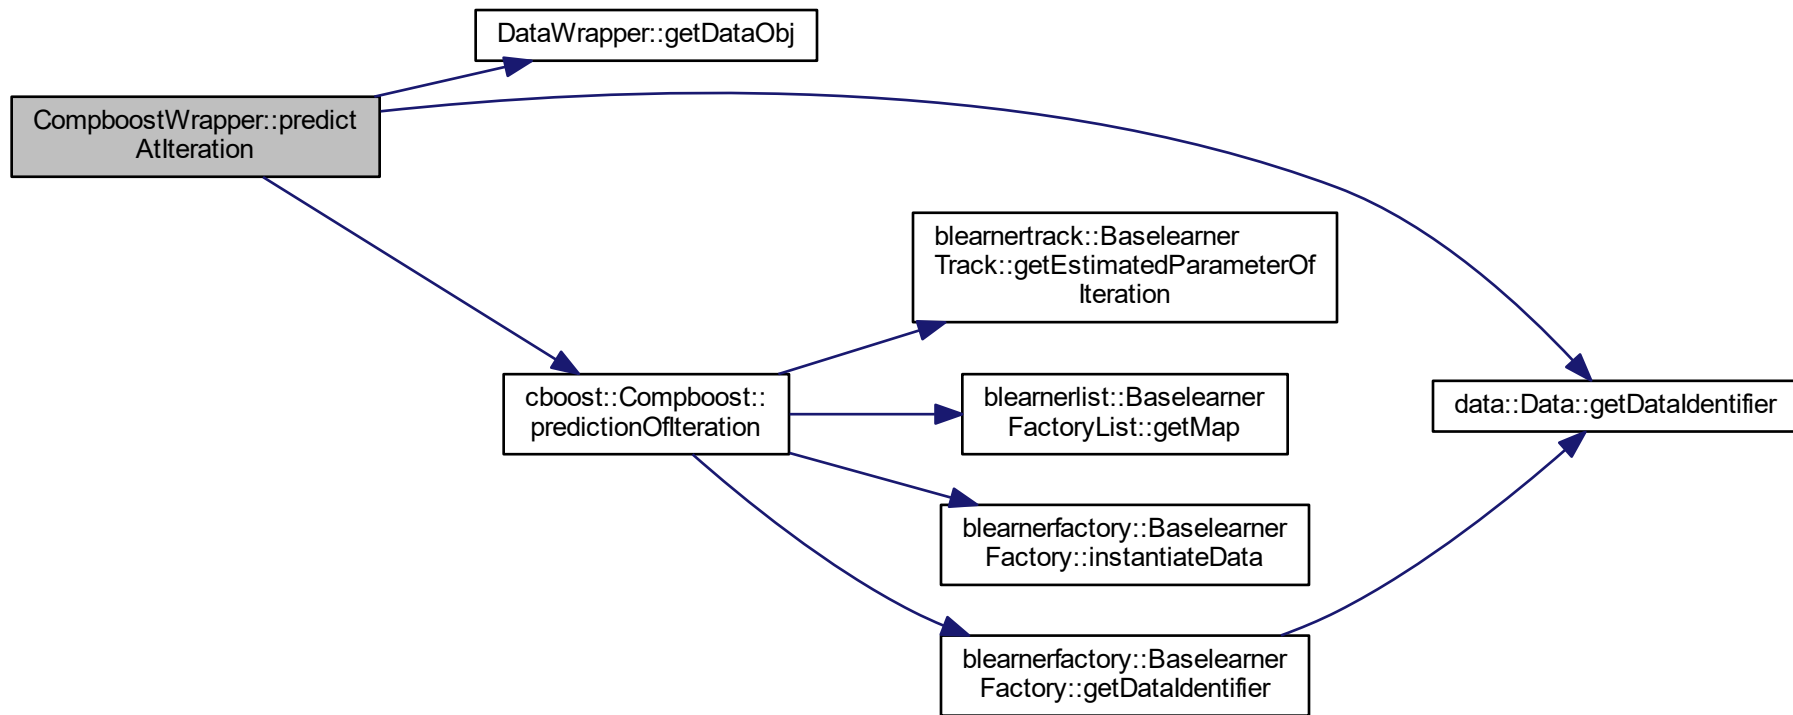 DataWrapper::getDataObj
CompboostWrapper::predict
AtIteration
blearnertrack::Baselearner
Track::getEstimatedParameterOf
Iteration
cboost::Compboost::
predictionOfIteration
blearnerlist::Baselearner
FactoryList::getMap
data::Data::getDataIdentifier
blearnerfactory::Baselearner
Factory::instantiateData
blearnerfactory::Baselearner
Factory::getDataIdentifier